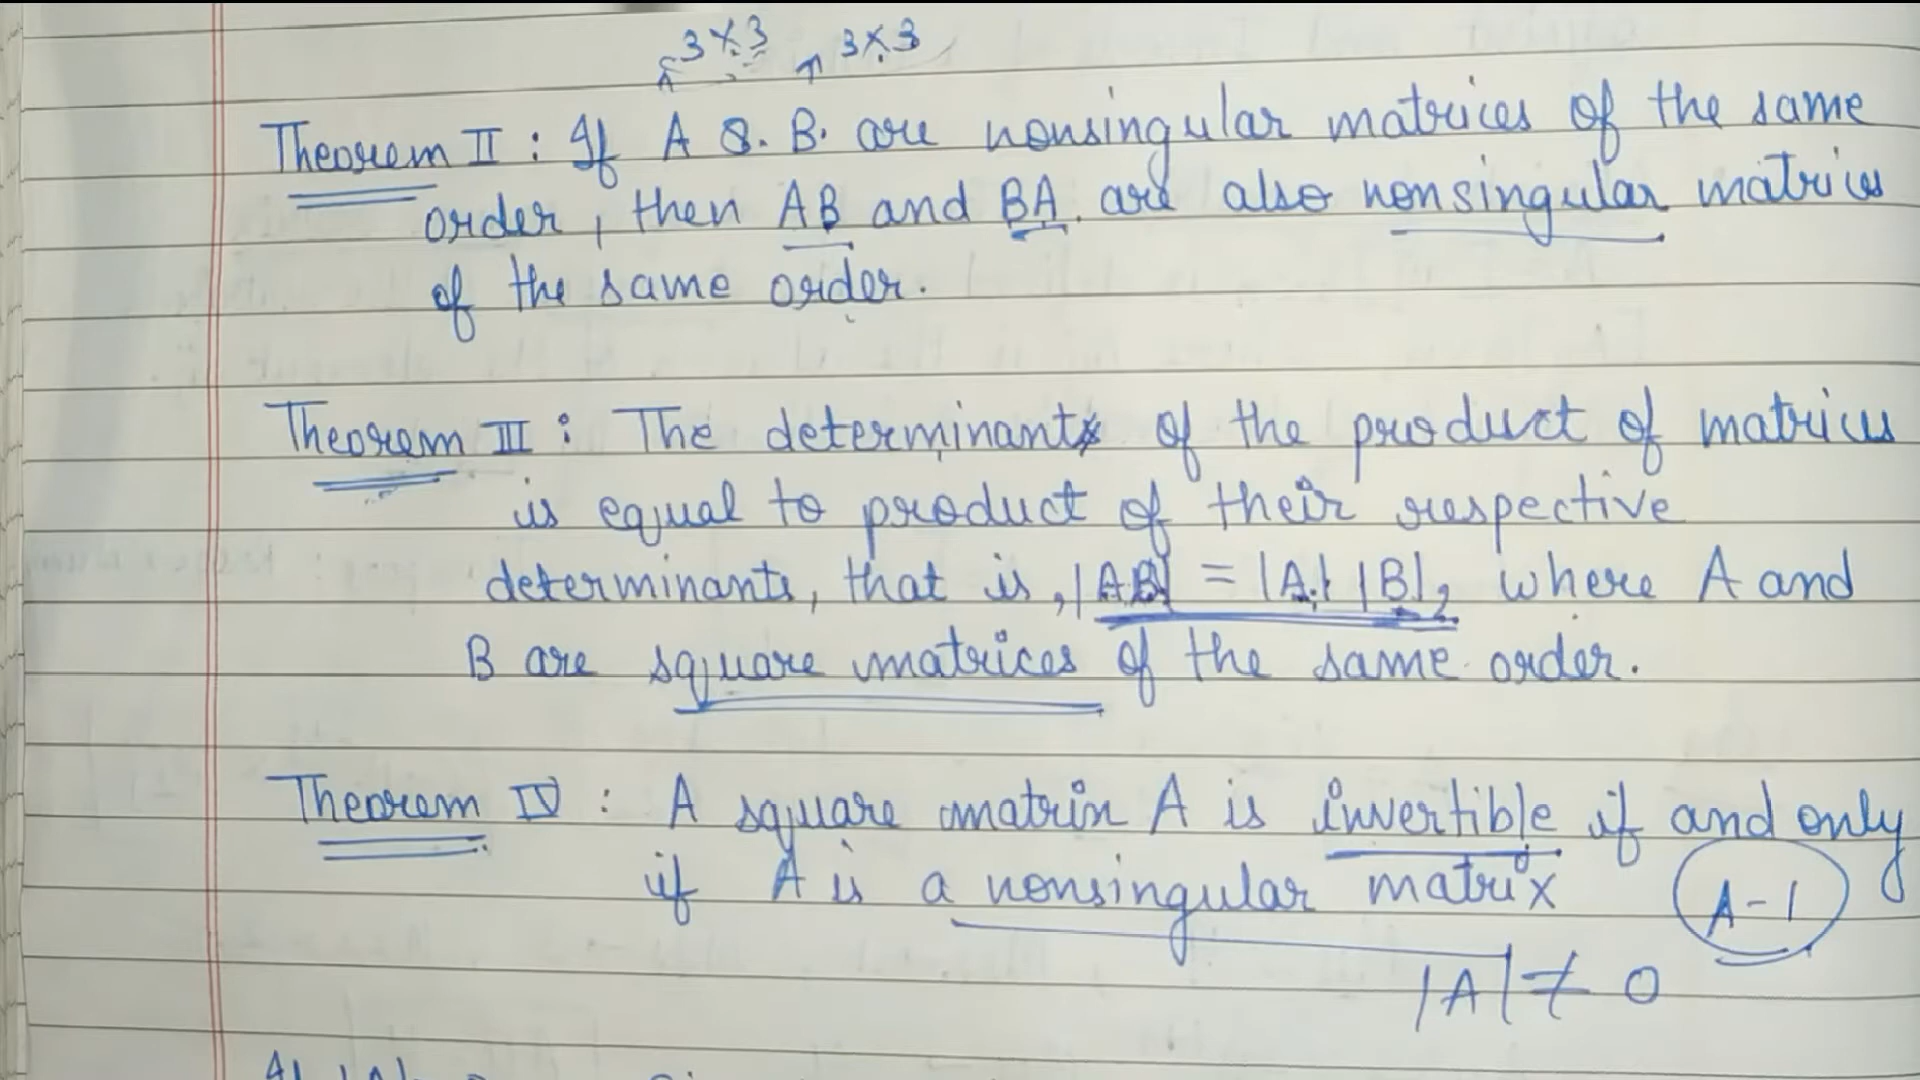 3×3 3×3
Theorem II : If A & B. are nonsingular matrices of the same
order, then AB and BA are also nonsingular matrices
of the same order.
Theorem III : The determinant of the product of matrices
is equal to product of their respective
determinants, that is, |AB| = |A| |B|, where A and
B are square matrices of the same order.
Theorem IV : A square matrix A is invertible if and only
if A is a nonsingular matrix A-1
|A| ≠ 0